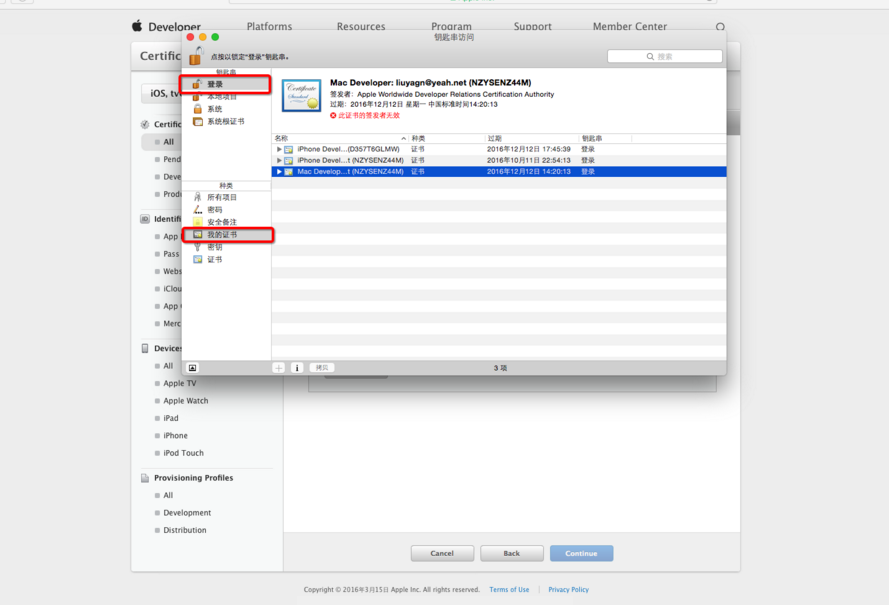 Developer
Platforms
Resources
Program
Support
Member Center
钥匙串访问
Certific
点按以锁定"登录"钥匙串。
搜索
钥匙串
登录
本地项目
系统
系统根证书
Mac Developer: liuyagn@yeah.net (NZYSENZ44M)
签发者: Apple Worldwide Developer Relations Certification Authority
过期: 2016年12月12日 星期一 中国标准时间14:20:13
此证书的签发者无效
名称 种类 过期 钥匙串
iPhone Devel...(D357T6GLMW) 证书 2016年12月12日 17:45:39 登录
iPhone Devel...t (NZYSENZ44M) 证书 2016年10月11日 22:54:13 登录
Mac Develop...t (NZYSENZ44M) 证书 2016年12月12日 14:20:13 登录
种类
所有项目
密码
安全备注
我的证书
密钥
证书
拷贝
3 项
iOS, tv
Certific
All
Pend
Deve
Prod
Identifi
App
Pass
Webs
iClou
App
Merc
Devices
All
Apple TV
Apple Watch
iPad
iPhone
iPod Touch
Provisioning Profiles
All
Development
Distribution
Cancel
Back
Continue
Copyright © 2016年3月15日 Apple Inc. All rights reserved. Terms of Use | Privacy Policy